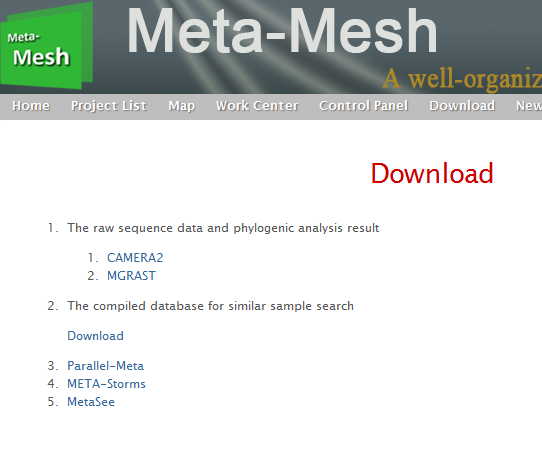 Meta-
Mesh
Meta-Mesh
A well-organiz
Home Project List Map Work Center Control Panel Download New
Download
1. The raw sequence data and phylogenic analysis result
1. CAMERA2
2. MGRAST
2. The compiled database for similar sample search
Download
3. Parallel-Meta
4. META-Storms
5. MetaSee